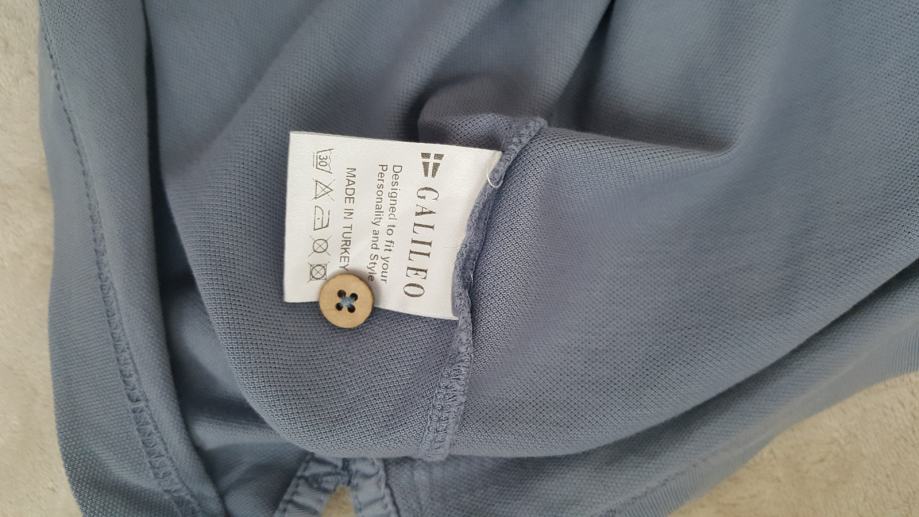 GALILEO
Designed to fit your
Personality and Style
MADE IN TURKEY
30